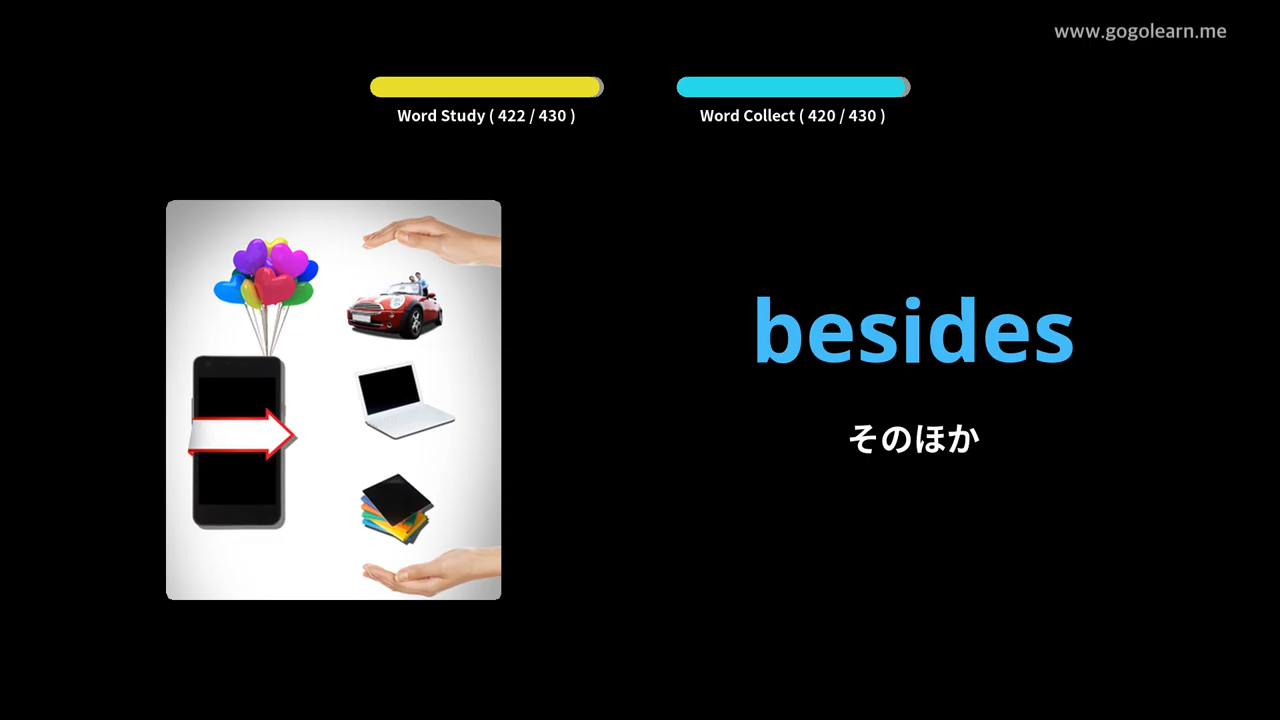 www.gogolearn.me
Word Study ( 422 / 430 )
Word Collect ( 420 / 430 )
besides
そのほか